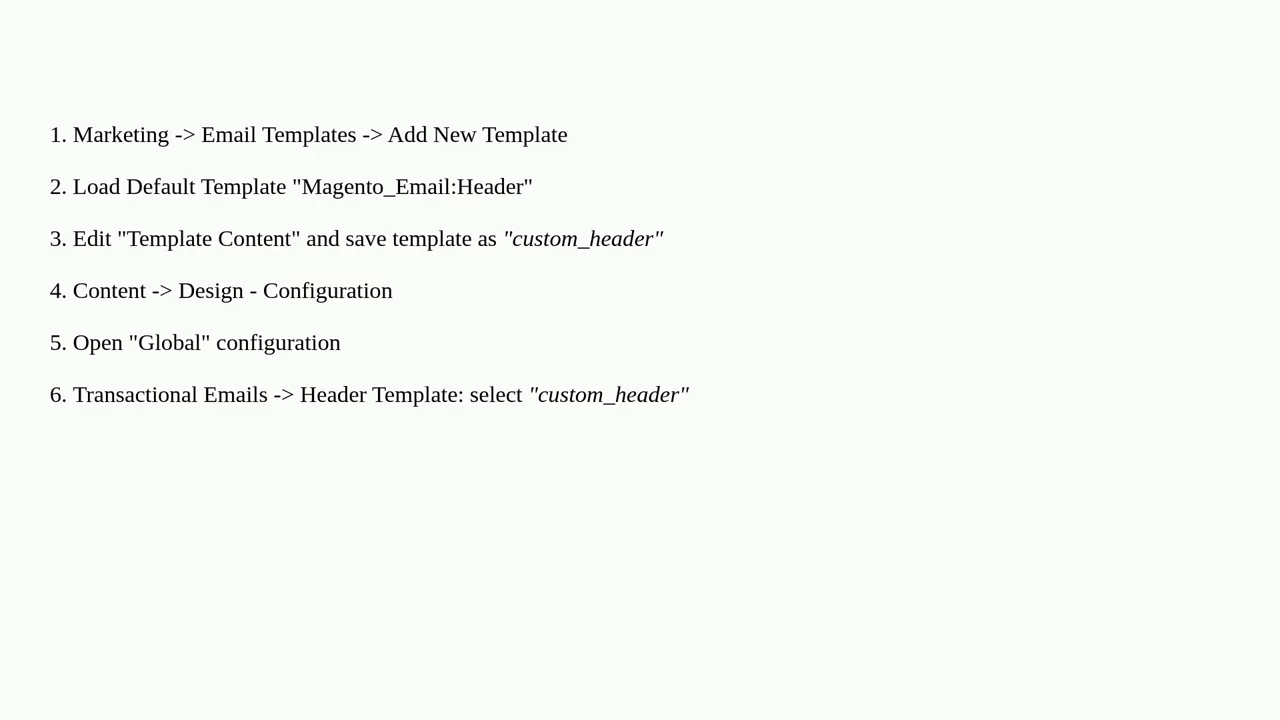 1. Marketing -> Email Templates -> Add New Template
2. Load Default Template "Magento_Email:Header"
3. Edit "Template Content" and save template as "custom_header"
4. Content -> Design - Configuration
5. Open "Global" configuration
6. Transactional Emails -> Header Template: select "custom_header"